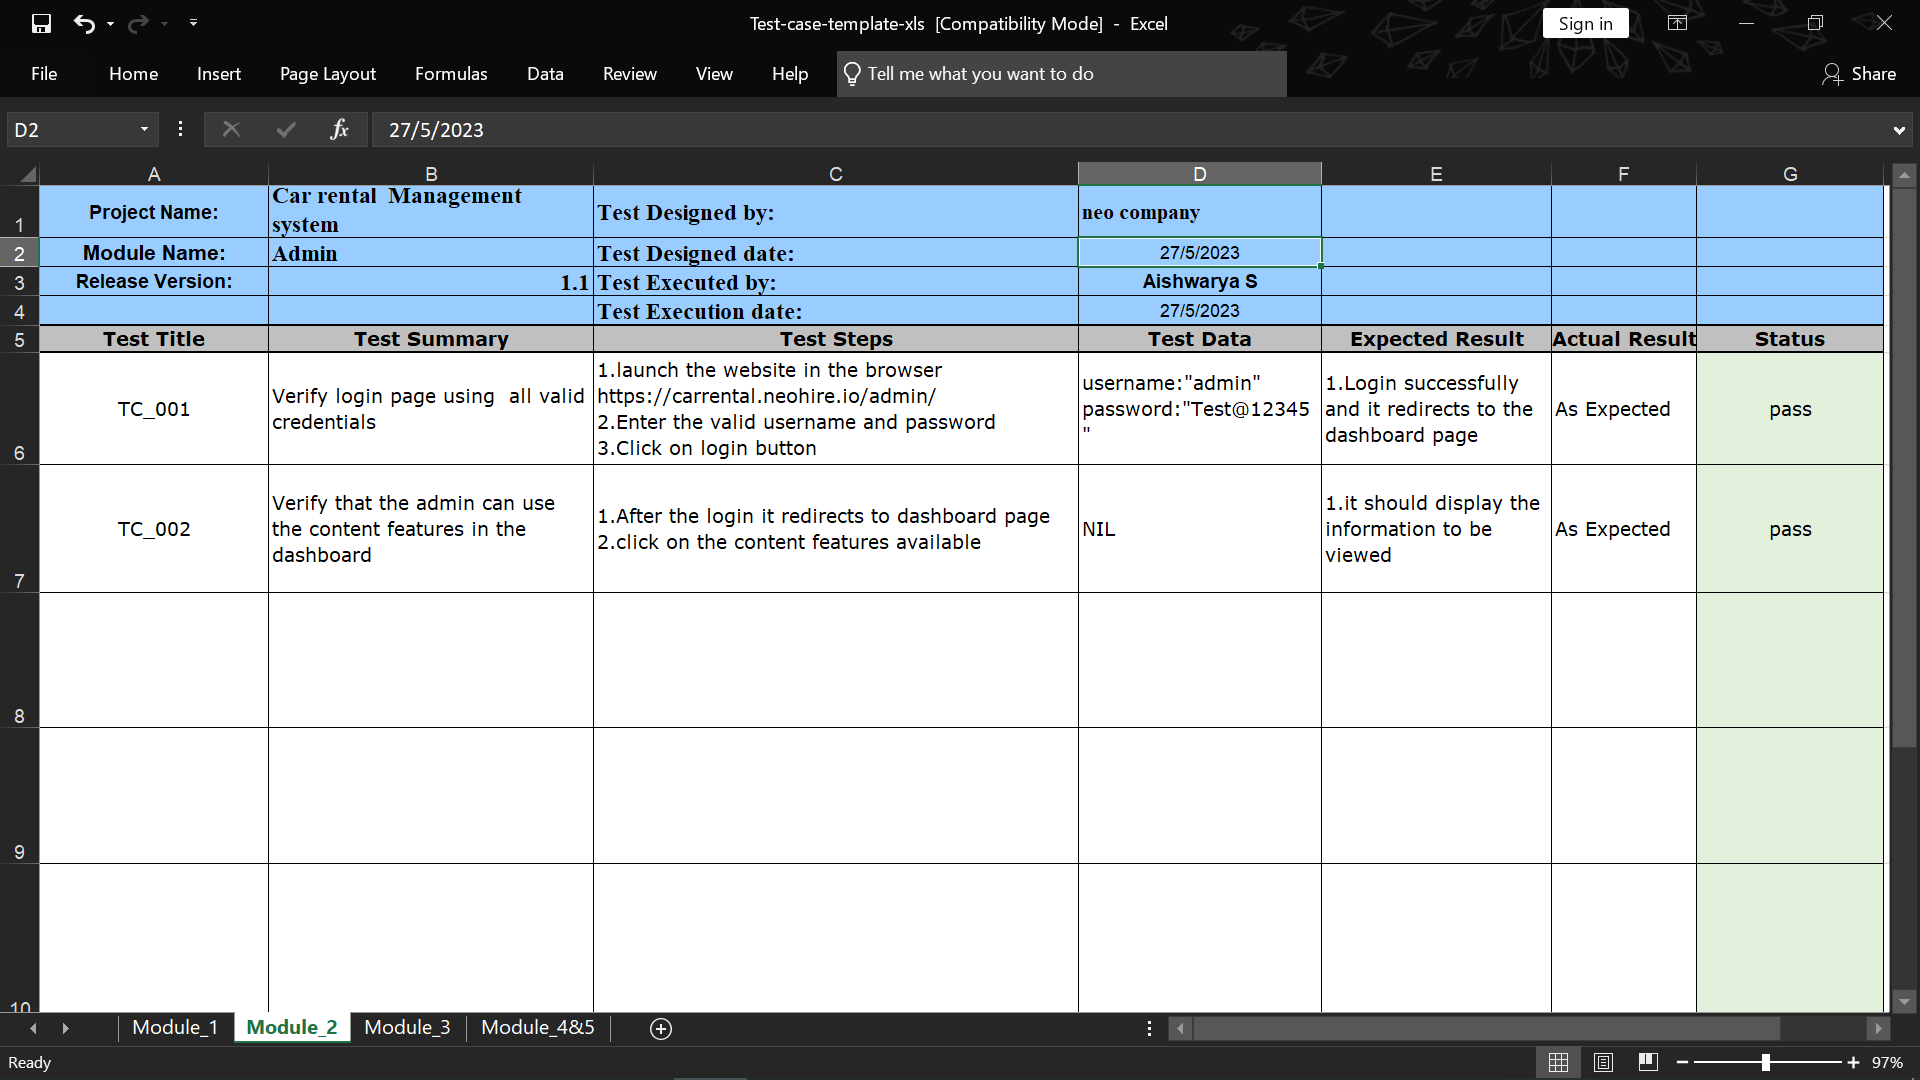 Test-case-template-xls [Compatibility Mode] - Excel
Sign in
File Home Insert Page Layout Formulas Data Review View Help Tell me what you want to do Share
D2 fx 27/5/2023
A B C D E F G
1 Project Name: Car rental Management system Test Designed by: neo company
2 Module Name: Admin Test Designed date: 27/5/2023
3 Release Version: 1.1 Test Executed by: Aishwarya S
4 Test Execution date: 27/5/2023
5 Test Title Test Summary Test Steps Test Data Expected Result Actual Result Status
6
TC_001
Verify login page using all valid
credentials
1.launch the website in the browser
https://carrental.neohire.io/admin/
2.Enter the valid username and password
3.Click on login button
username:"admin"
password:"Test@12345
"
1.Login successfully
and it redirects to the
dashboard page
As Expected
pass
7
TC_002
Verify that the admin can use
the content features in the
dashboard
1.After the login it redirects to dashboard page
2.click on the content features available
NIL
1.it should display the
information to be
viewed
As Expected
pass
8
9
10
Module_1 Module_2 Module_3 Module_4&5
Ready
97%